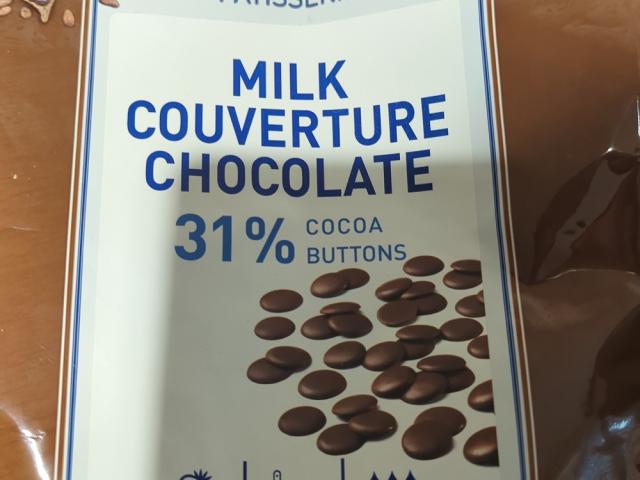 MILK
COUVERTURE
CHOCOLATE
31% COCOA
BUTTONS